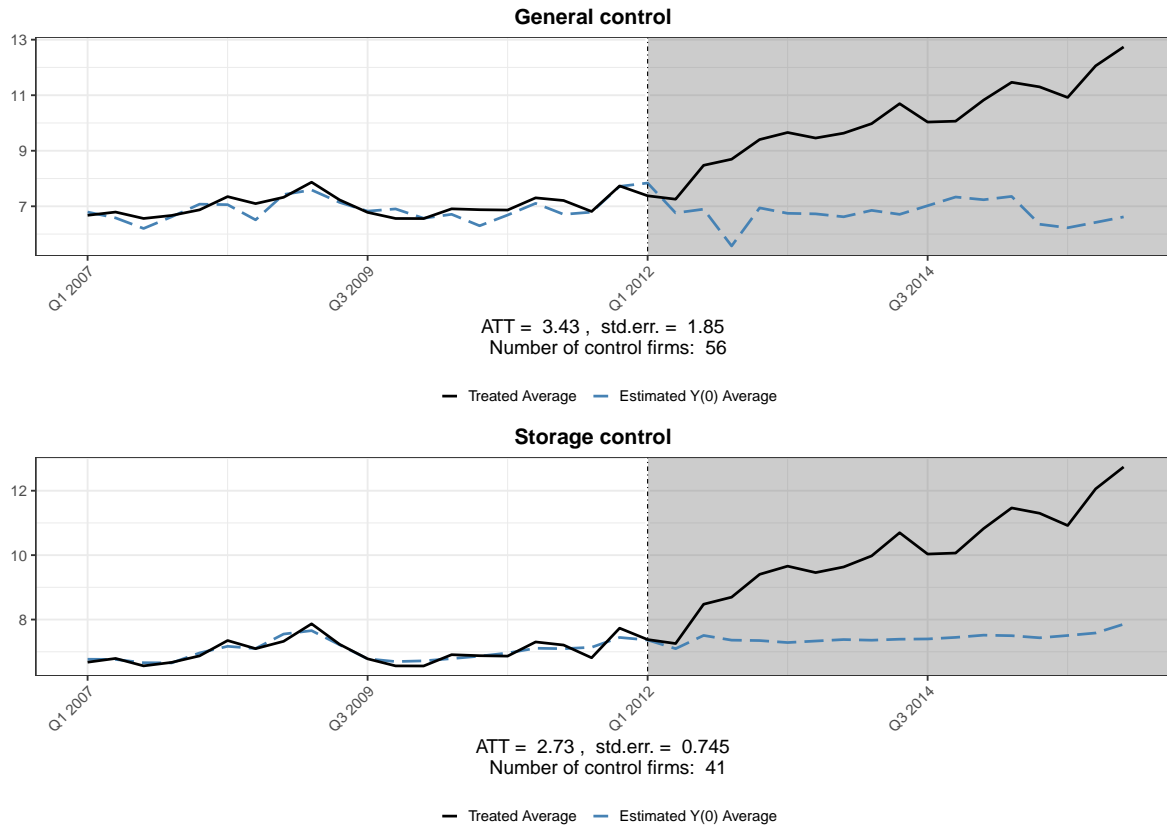 General control
13
11
9
7
Q1 2007
Q3 2009
Q1 2012
Q3 2014
ATT = 3.43 , std.err. = 1.85
Number of control firms: 56
Treated Average Estimated Y(0) Average
Storage control
12
10
8
Q1 2007
Q3 2009
Q1 2012
Q3 2014
ATT = 2.73 , std.err. = 0.745
Number of control firms: 41
Treated Average Estimated Y(0) Average